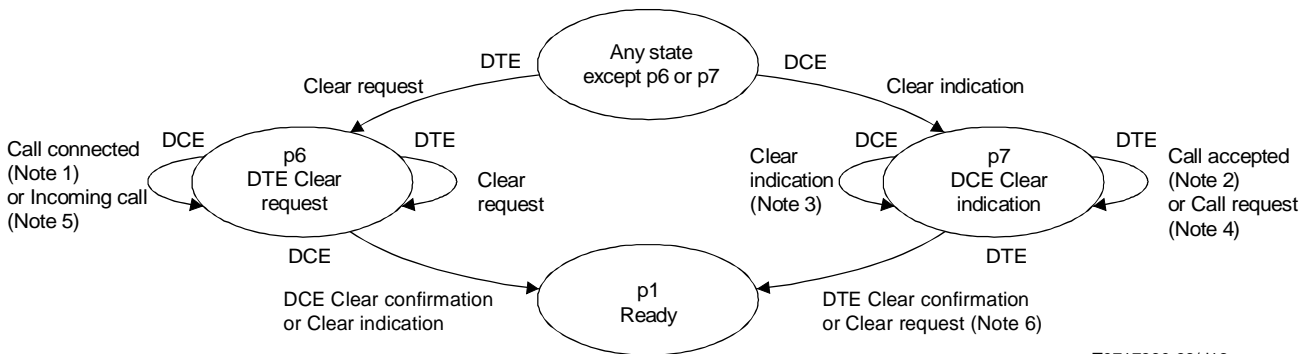 Any state
except p6 or p7
DTE
DCE
Clear request
Clear indication
Call connected
(Note 1)
or Incoming call
(Note 5)
DCE
p6
DTE Clear
request
DTE
Clear
request
Clear
indication
(Note 3)
DCE
p7
DCE Clear
indication
DTE
Call accepted
(Note 2)
or Call request
(Note 4)
DCE
DTE
DCE Clear confirmation
or Clear indication
p1
Ready
DTE Clear confirmation
or Clear request (Note 6)